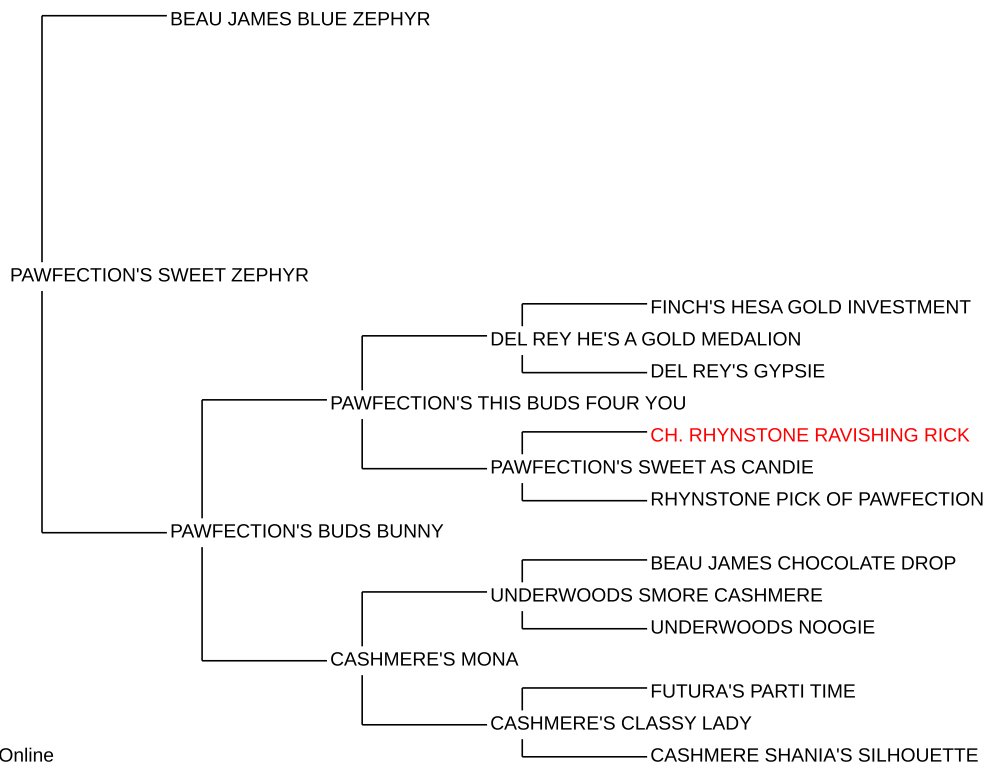 BEAU JAMES BLUE ZEPHYR
PAWFECTION'S SWEET ZEPHYR
FINCH'S HESA GOLD INVESTMENT
DEL REY HE'S A GOLD MEDALION
DEL REY'S GYPSIE
PAWFECTION'S THIS BUDS FOUR YOU
CH. RHYNSTONE RAVISHING RICK
PAWFECTION'S SWEET AS CANDIE
RHYNSTONE PICK OF PAWFECTION
PAWFECTION'S BUDS BUNNY
BEAU JAMES CHOCOLATE DROP
UNDERWOODS SMORE CASHMERE
UNDERWOODS NOOGIE
CASHMERE'S MONA
FUTURA'S PARTI TIME
CASHMERE'S CLASSY LADY
CASHMERE SHANIA'S SILHOUETTE
Online